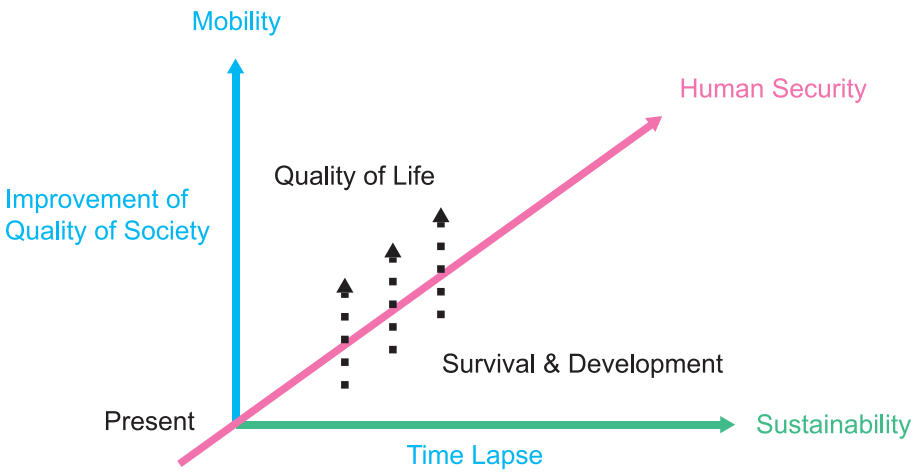 Mobility
Human Security
Quality of Life
Improvement of
Quality of Society
Survival & Development
Present
Sustainability
Time Lapse